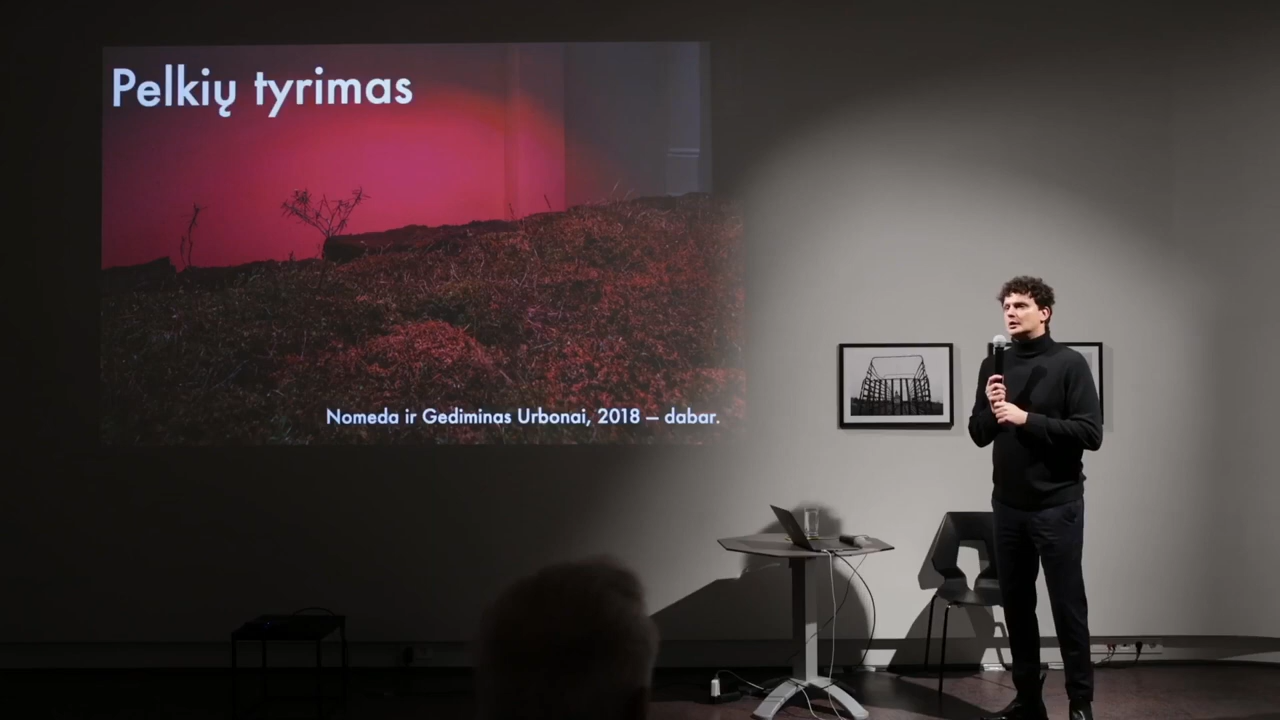 Pelkių tyrimas
Nomeda ir Gediminas Urbonai, 2018 – dabar.